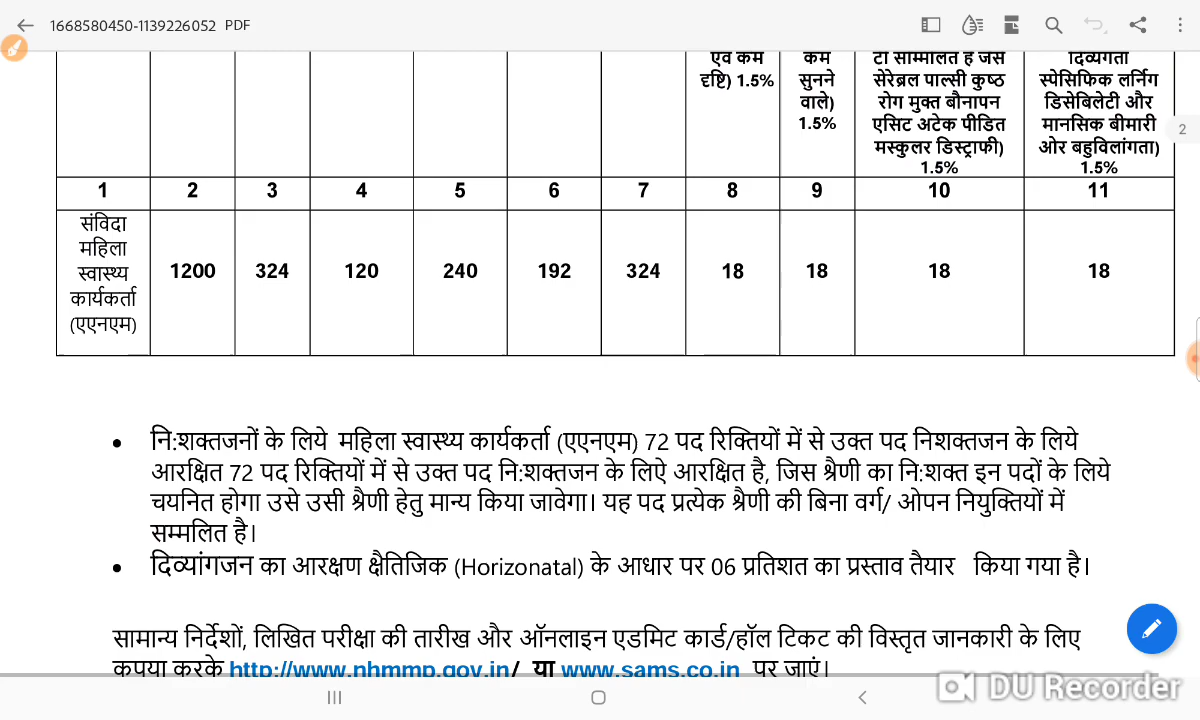 1668580450-1139226052 PDF
एवं कम दृष्टि) 1.5%
कम सुनने वाले) 1.5%
टी सम्मिलित है जैसे सेरेब्रल पाल्सी कुष्ठ रोग मुक्त बौनापन एसिट अटेक पीडित मस्कुलर डिस्ट्राफी) 1.5%
दिव्यंगता स्पेसिफिक लर्निग डिसेबिलेटी और मानसिक बीमारी ओर बहुविलांगता) 1.5%
2
1 2 3 4 5 6 7 8 9 10 11
संविदा महिला स्वास्थ्य कार्यकर्ता (एएनएम) 1200 324 120 240 192 324 18 18 18 18
• नि:शक्तजनों के लिये महिला स्वास्थ्य कार्यकर्ता (एएनएम) 72 पद रिक्तियों में से उक्त पद निशक्तजन के लिये
आरक्षित 72 पद रिक्तियों में से उक्त पद नि:शक्तजन के लिऐ आरक्षित है, जिस श्रेणी का नि:शक्त इन पदों के लिये
चयनित होगा उसे उसी श्रेणी हेतु मान्य किया जावेगा। यह पद प्रत्येक श्रेणी की बिना वर्ग/ ओपन नियुक्तियों में
सम्मलित है।
• दिव्यांगजन का आरक्षण क्षैतिजिक (Horizonatal) के आधार पर 06 प्रतिशत का प्रस्ताव तैयार किया गया है।
सामान्य निर्देशों, लिखित परीक्षा की तारीख और ऑनलाइन एडमिट कार्ड/हॉल टिकट की विस्तृत जानकारी के लिए
कृपया करके http://www.nhmmp.gov.in/ या www.sams.co.in पर जाएं।
DU Recorder